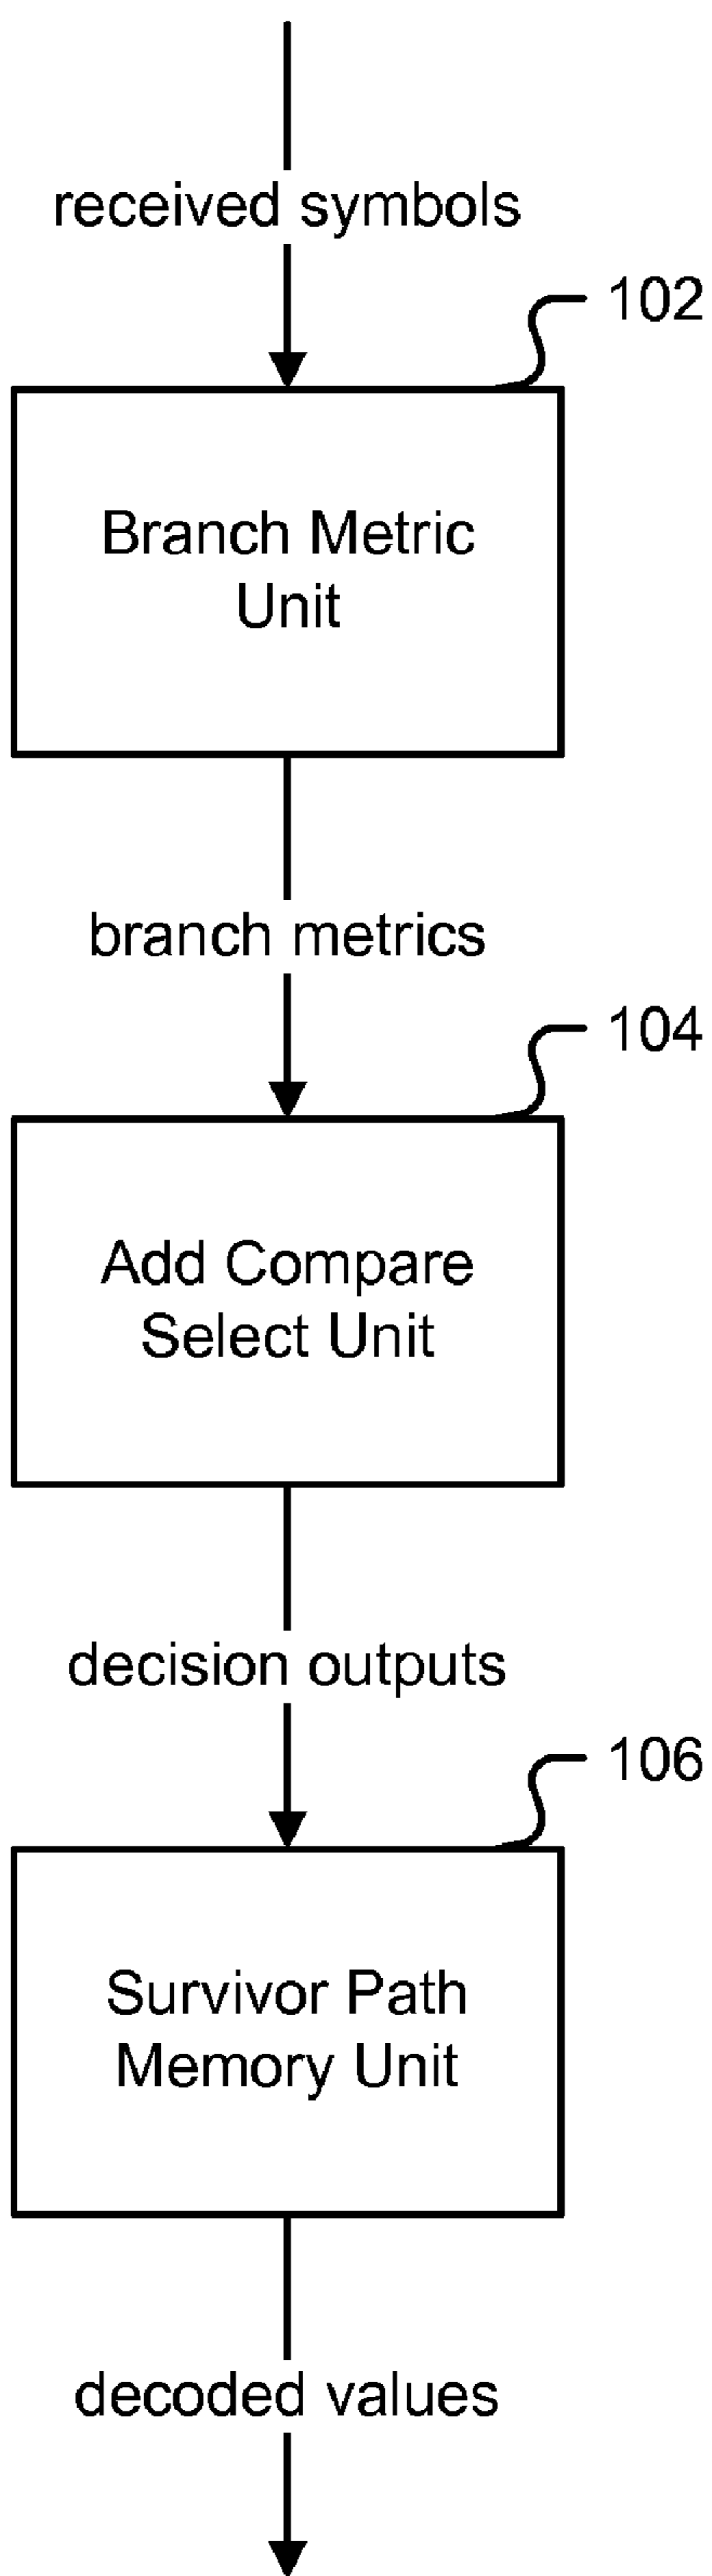 received symbols
102
Branch Metric
Unit
branch metrics
104
Add Compare
Select Unit
decision outputs
106
Survivor Path
Memory Unit
decoded values